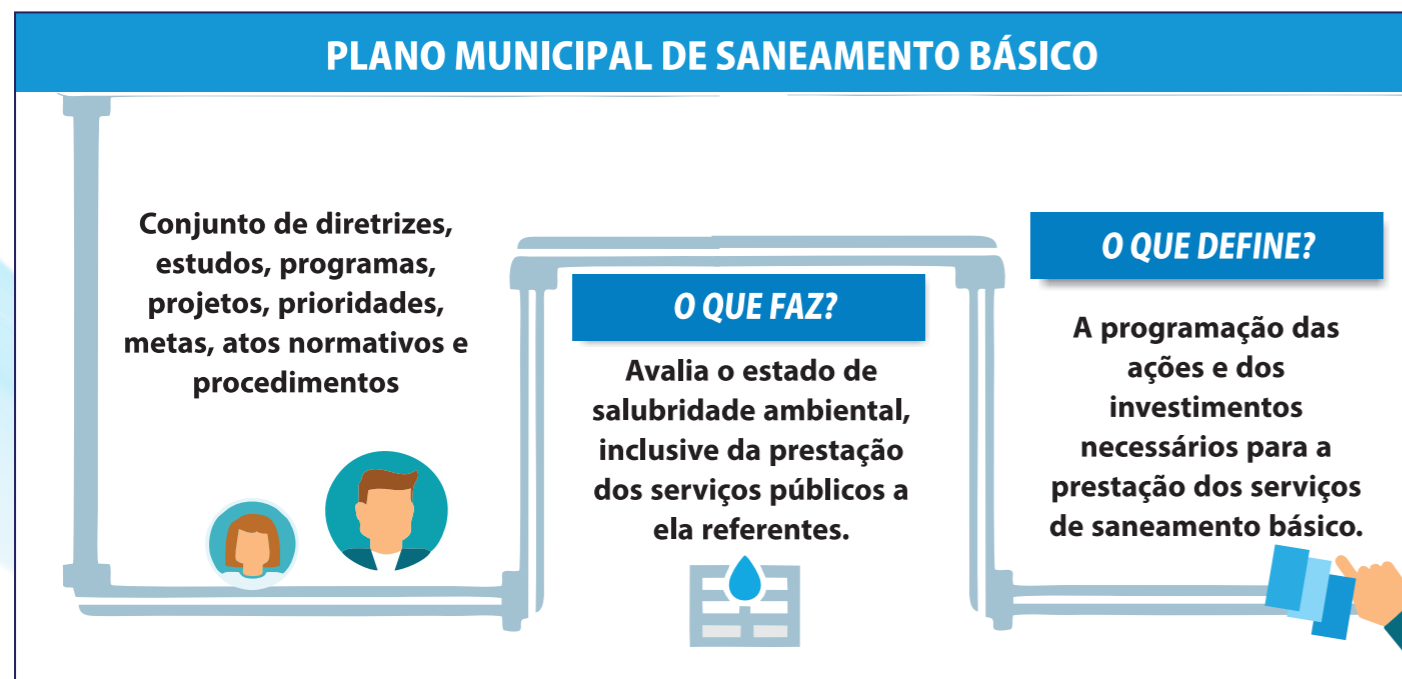 PLANO MUNICIPAL DE SANEAMENTO BÁSICO
Conjunto de diretrizes,
estudos, programas,
projetos, prioridades,
metas, atos normativos e
procedimentos
O QUE FAZ?
Avalia o estado de
salubridade ambiental,
inclusive da prestação
dos serviços públicos a
ela referentes.
O QUE DEFINE?
A programação das
ações e dos
investimentos
necessários para a
prestação dos serviços
de saneamento básico.